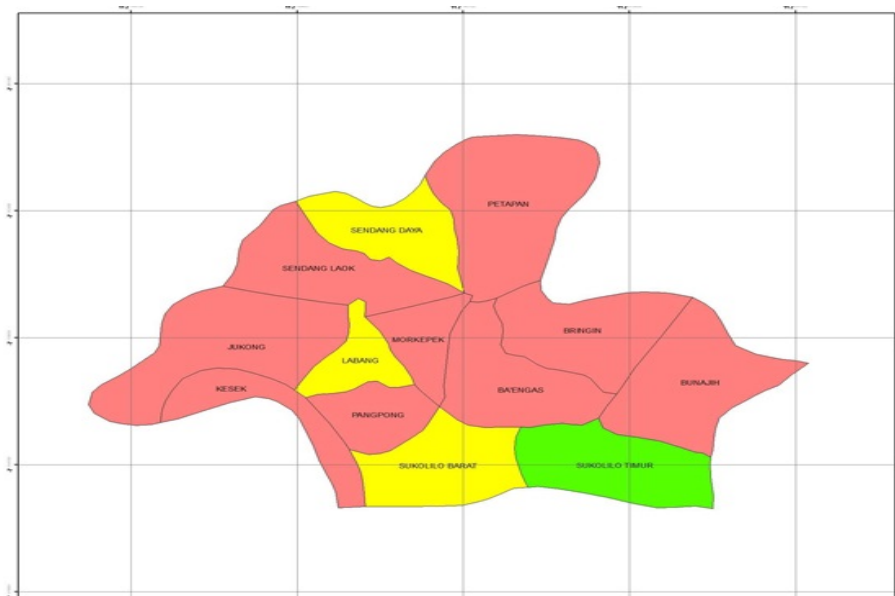 PETAPAN
SENDANG DAYA
SENDANG LAOK
BRINGIN
MORKEPEK
JUKONG
LABANG
BUNAJIH
KESEK
BA'ENGAS
PANGPONG
SUKOLILO BARAT
SUKOLILO TIMUR